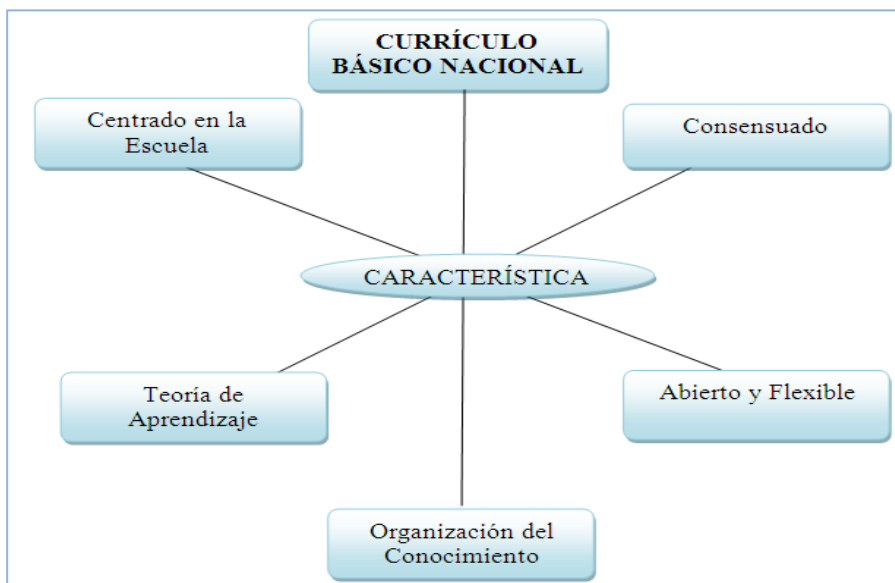 CURRÍCULO
BÁSICO NACIONAL
Centrado en la
Escuela
Consensuado
CARACTERÍSTICA
Teoría de
Aprendizaje
Abierto y Flexible
Organización del
Conocimiento